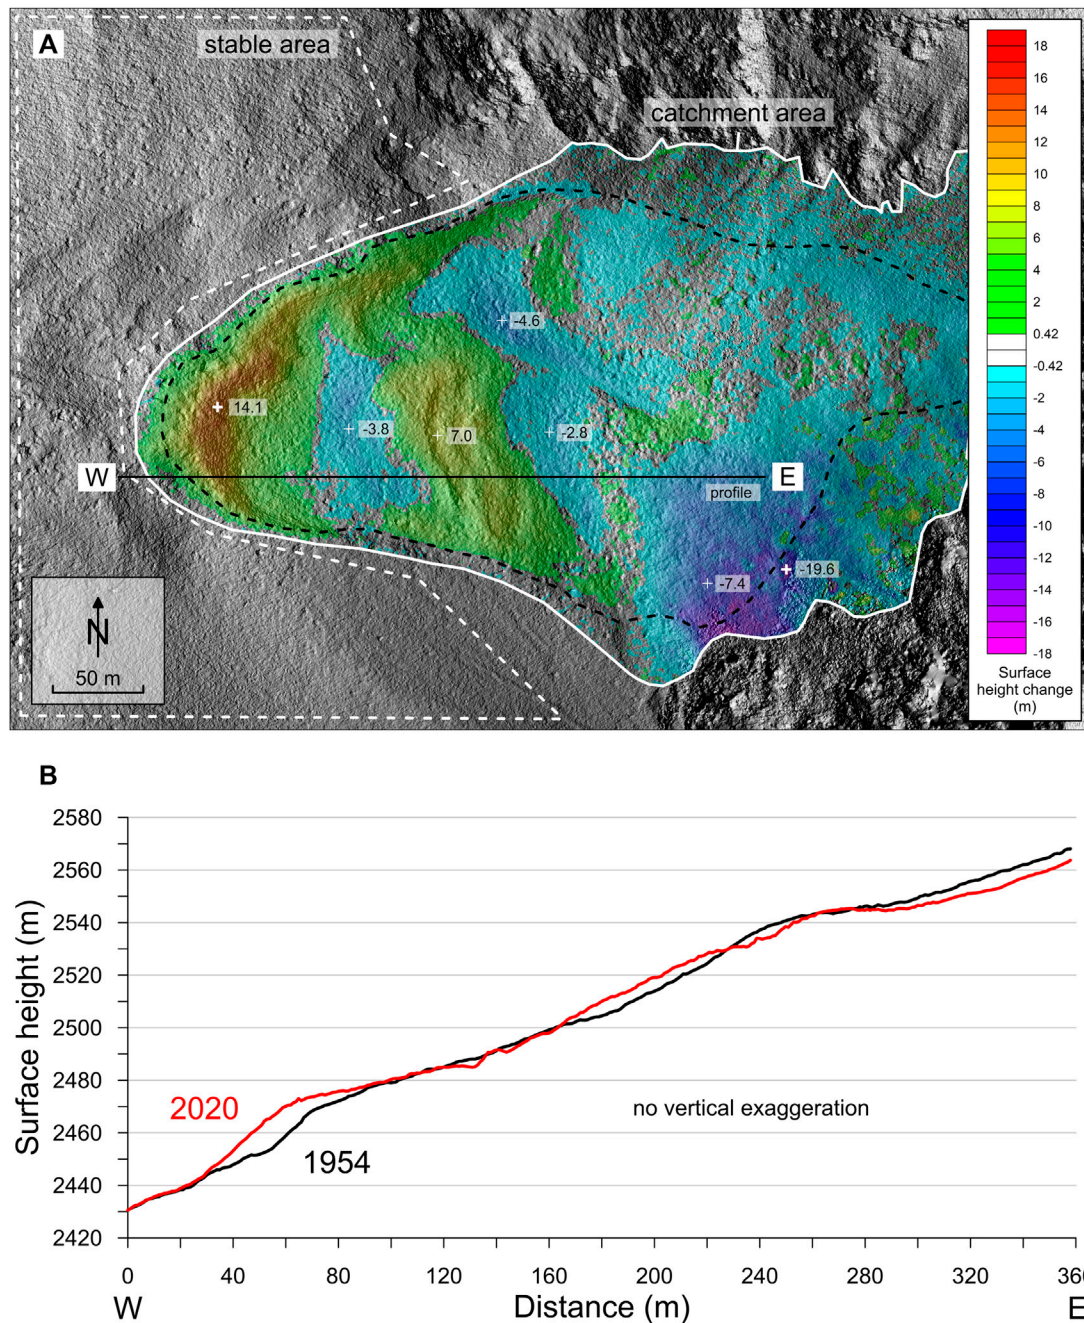 A
stable area
catchment area
18
16
14
12
10
8
6
4
2
0.42
-0.42
-2
-4
-6
-8
-10
-12
-14
-16
-18
Surface
height change
(m)
-4.6
14.1
-3.8
7.0
-2.8
W
E
profile
-7.4
-19.6
N
50 m
B
2580
2560
2540
2520
2500
2480
2460
2440
2420
Surface height (m)
2020
1954
no vertical exaggeration
0 40 80 120 160 200 240 280 320 360
W Distance (m) E